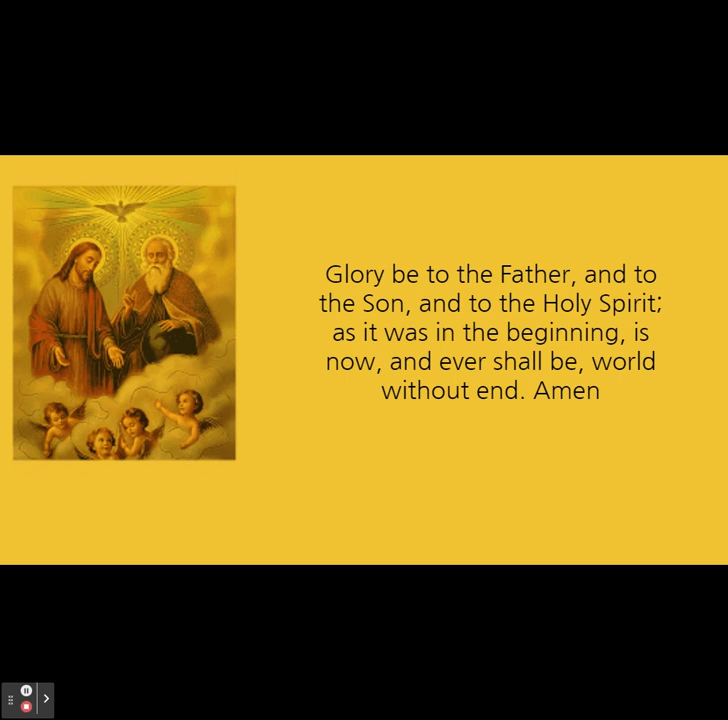 Glory be to the Father, and to
the Son, and to the Holy Spirit;
as it was in the beginning, is
now, and ever shall be, world
without end. Amen